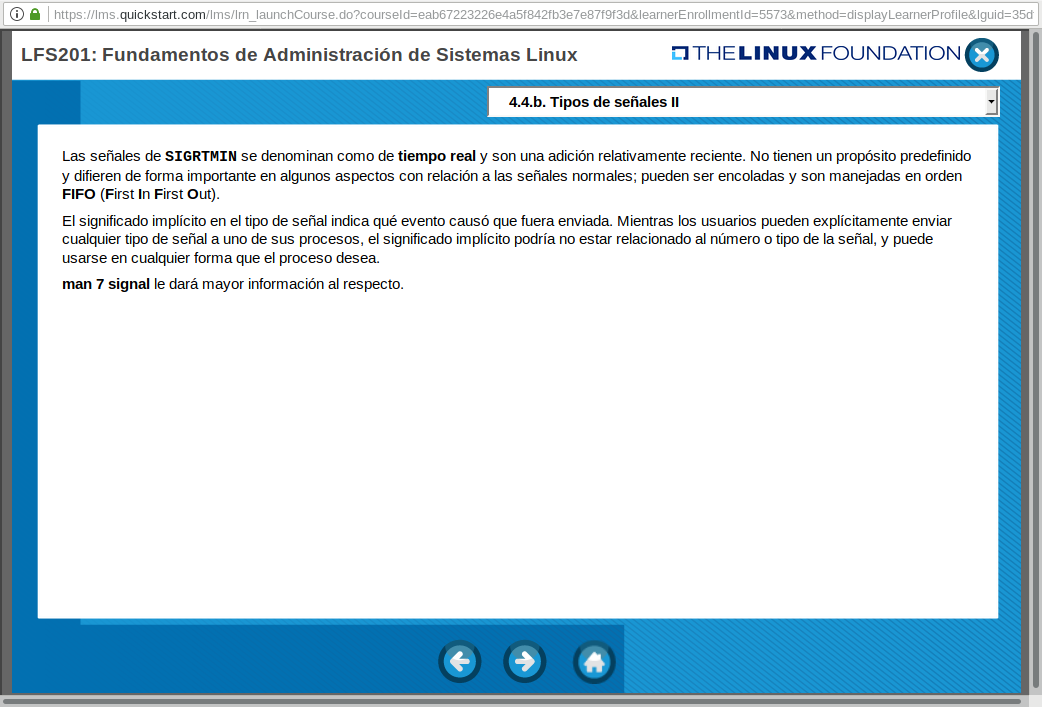 https://lms.quickstart.com/lms/lrn_launchCourse.do?courseId=eab67223226e4a5f842fb3e7e87f9f3d&learnerEnrollmentId=5573&method=displayLearnerProfile&lguid=35d
LFS201: Fundamentos de Administración de Sistemas Linux
THE LINUX FOUNDATION
4.4.b. Tipos de señales II
Las señales de SIGRTMIN se denominan como de tiempo real y son una adición relativamente reciente. No tienen un propósito predefinido
y difieren de forma importante en algunos aspectos con relación a las señales normales; pueden ser encoladas y son manejadas en orden
FIFO (First In First Out).
El significado implícito en el tipo de señal indica qué evento causó que fuera enviada. Mientras los usuarios pueden explícitamente enviar
cualquier tipo de señal a uno de sus procesos, el significado implícito podría no estar relacionado al número o tipo de la señal, y puede
usarse en cualquier forma que el proceso desea.
man 7 signal le dará mayor información al respecto.